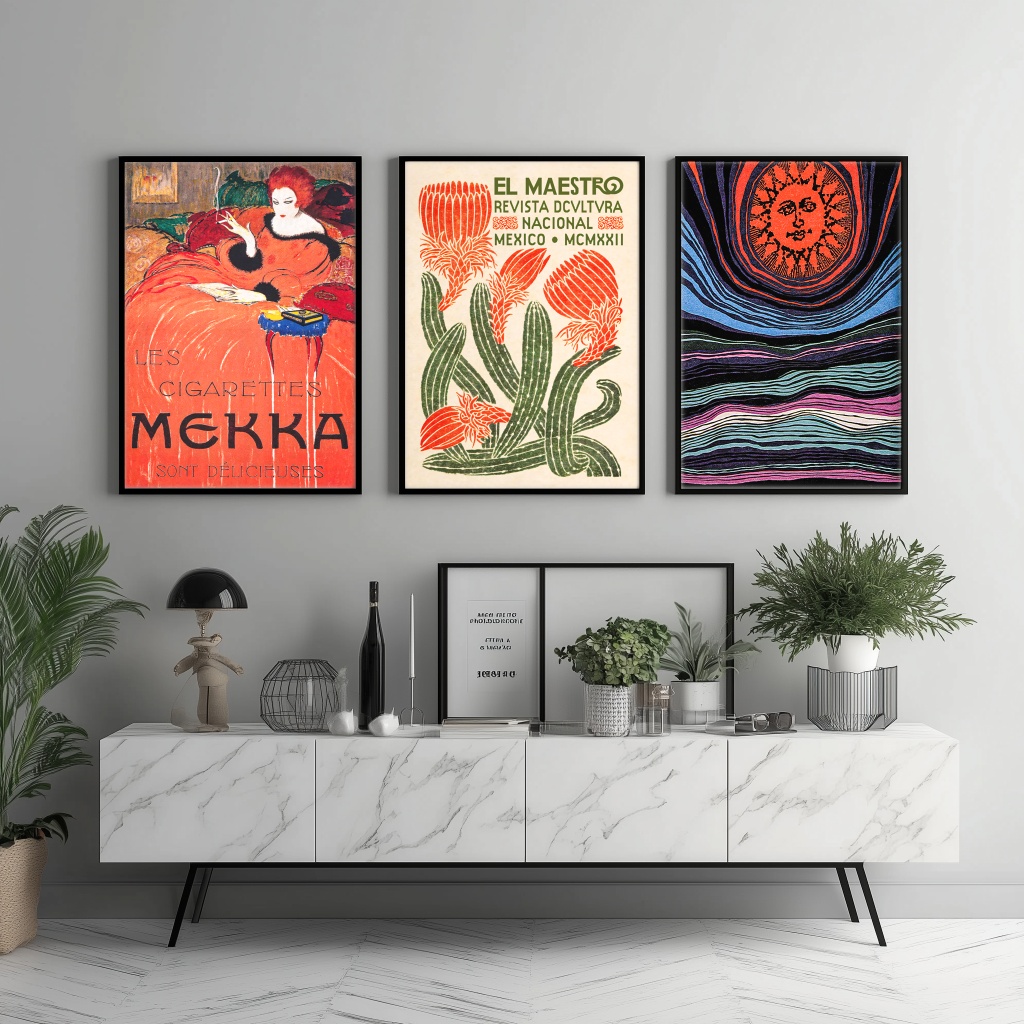 LES
CIGARETTES
MEKKA
SONT DÉLICIEUSES
EL MAESTRO
REVISTA DCVLTVRA
NACIONAL
MEXICO • MCMXXII